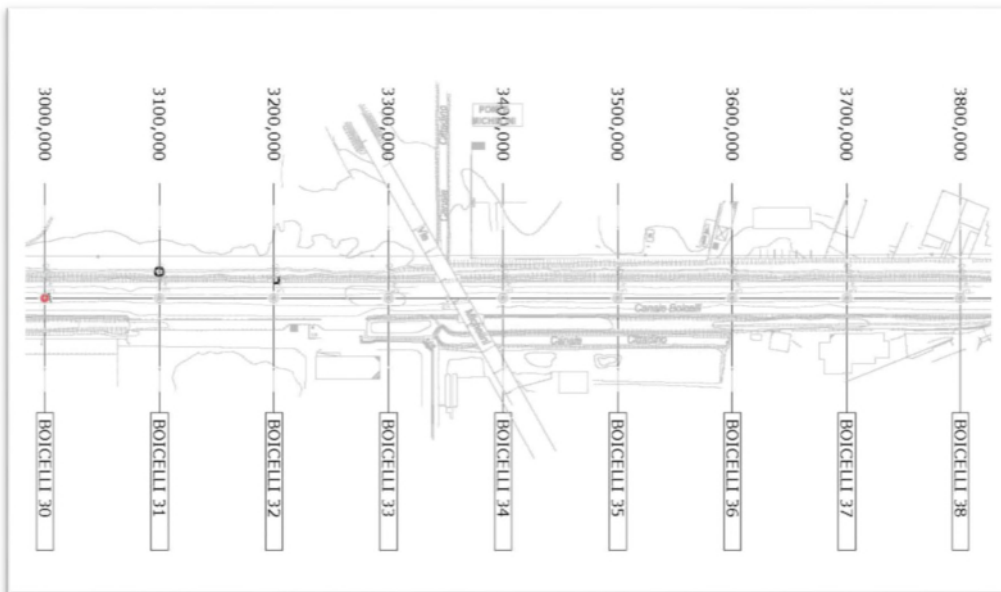 3000,000
3100,000
3200,000
3300,000
3400,000
3500,000
3600,000
3700,000
3800,000
Canale
Cittadino
Via
Canale Boicelli
Canale
Cittadino
BOICELLI 30
BOICELLI 31
BOICELLI 32
BOICELLI 33
BOICELLI 34
BOICELLI 35
BOICELLI 36
BOICELLI 37
BOICELLI 38